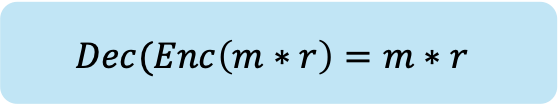 Dec(Enc(m * r) = m * r